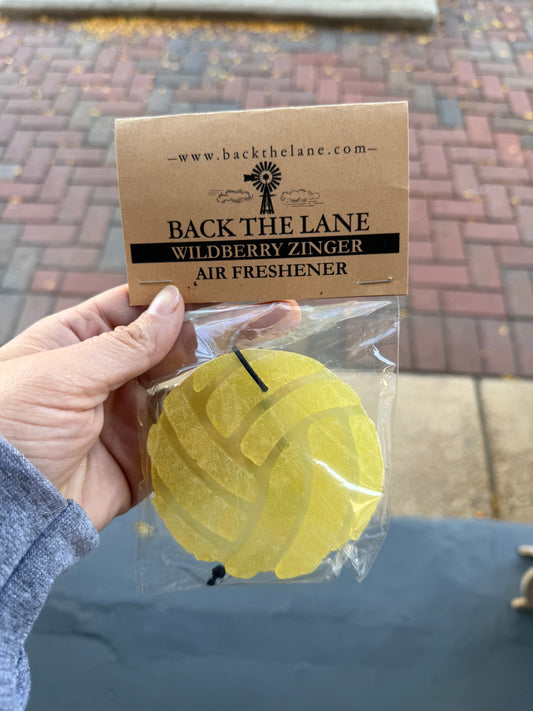 —www.backthelane.com—
BACK THE LANE
WILDBERRY ZINGER
AIR FRESHENER